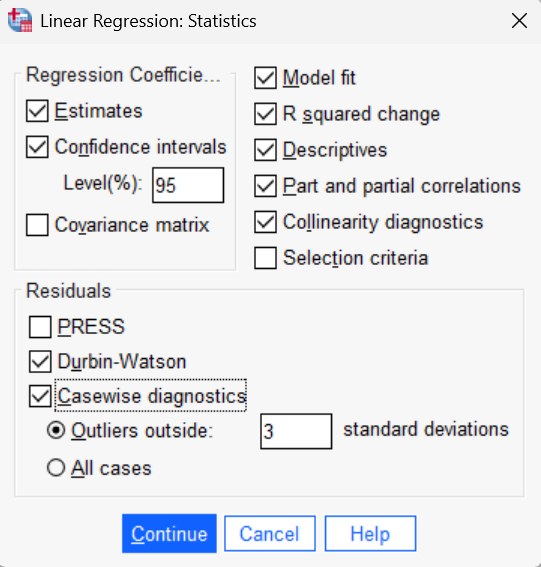 Linear Regression: Statistics
Regression Coefficie...
Estimates
Confidence intervals
Level(%): 95
Covariance matrix
Model fit
R squared change
Descriptives
Part and partial correlations
Collinearity diagnostics
Selection criteria
Residuals
PRESS
Durbin-Watson
Casewise diagnostics
Outliers outside: 3 standard deviations
All cases
Continue Cancel Help